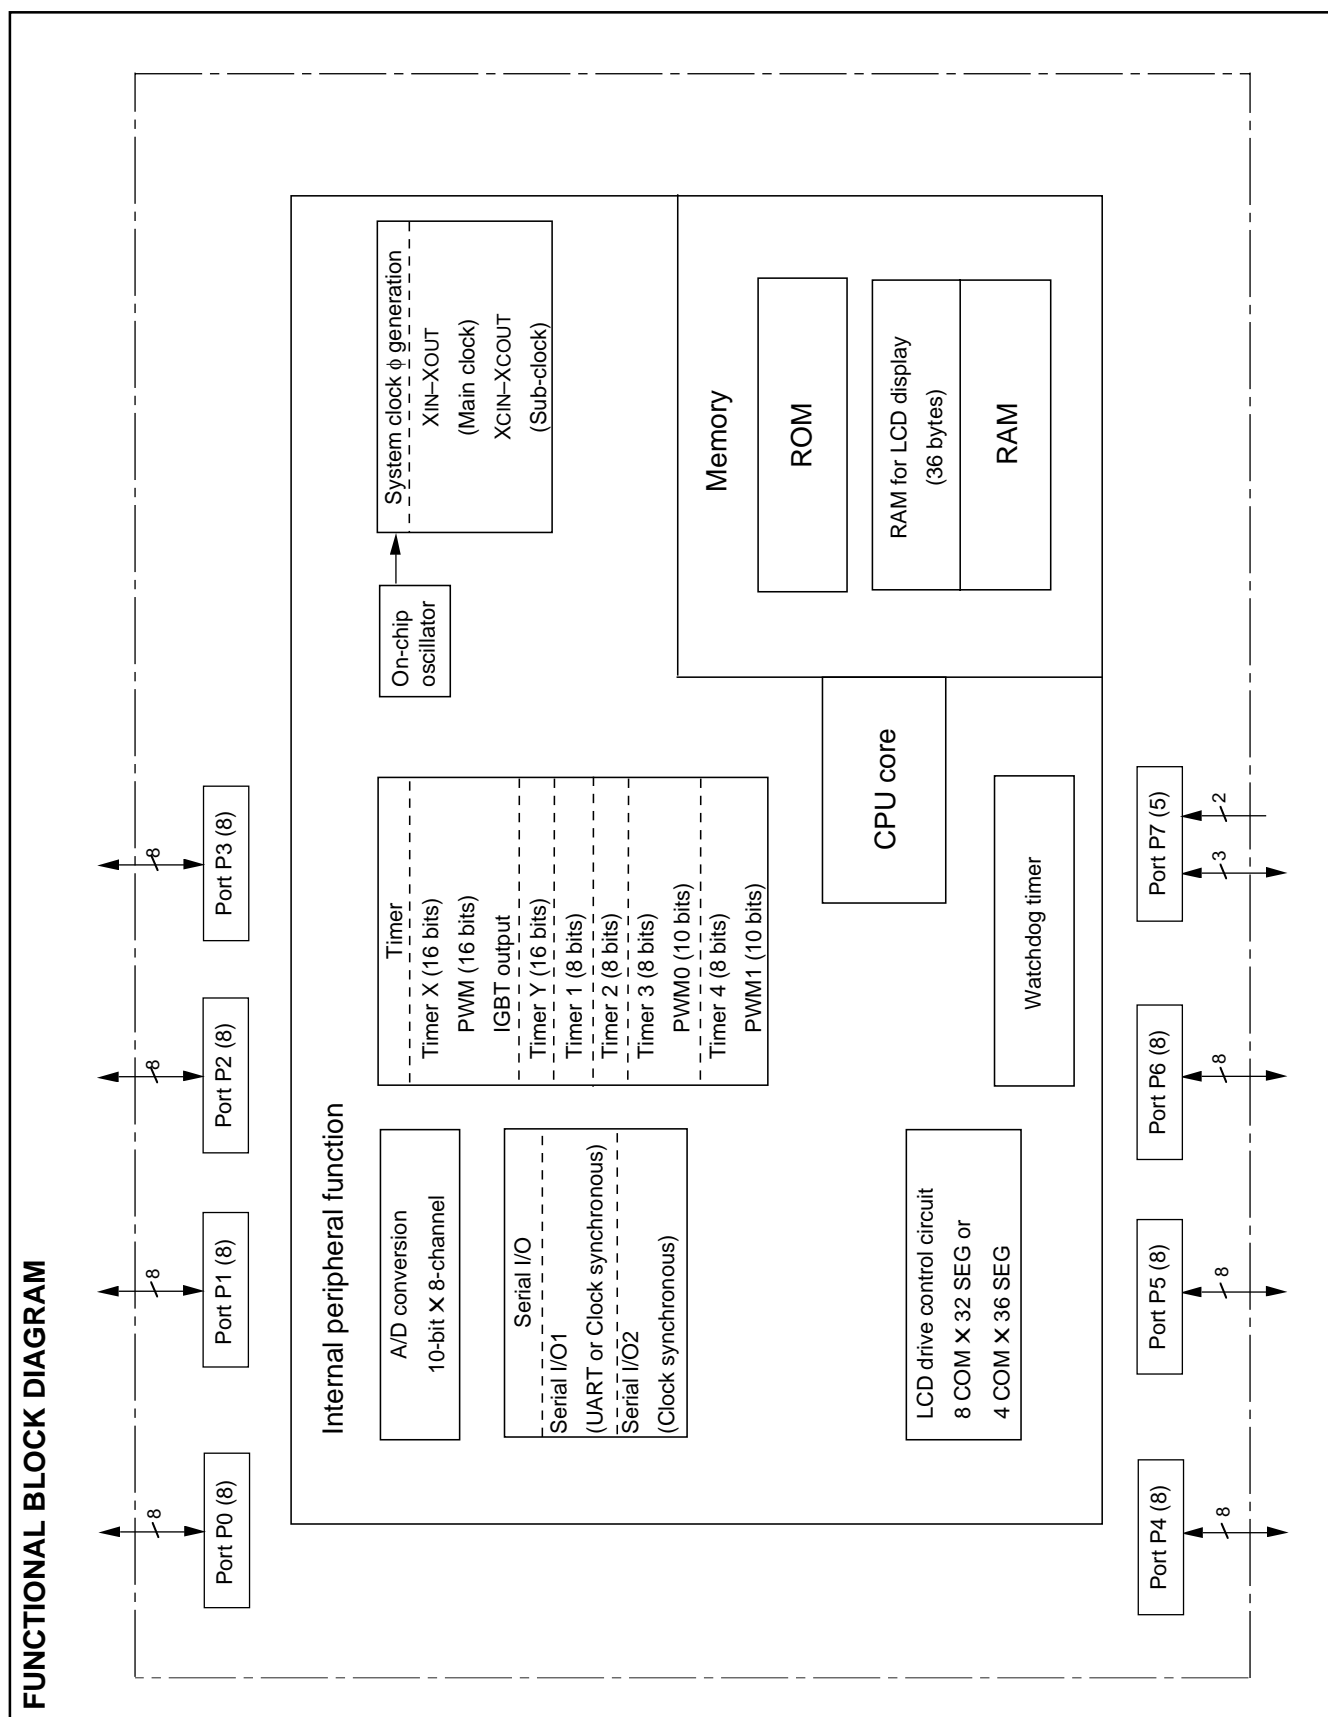 FUNCTIONAL BLOCK DIAGRAM
8
8
8
8
Port P0 (8)
Port P1 (8)
Port P2 (8)
Port P3 (8)
Internal peripheral function
A/D conversion
10-bit X 8-channel
Serial I/O
Serial I/O1
(UART or Clock synchronous)
Serial I/O2
(Clock synchronous)
LCD drive control circuit
8 COM X 32 SEG or
4 COM X 36 SEG
Timer
Timer X (16 bits)
PWM (16 bits)
IGBT output
Timer Y (16 bits)
Timer 1 (8 bits)
Timer 2 (8 bits)
Timer 3 (8 bits)
PWM0 (10 bits)
Timer 4 (8 bits)
PWM1 (10 bits)
Watchdog timer
On-chip
oscillator
System clock ϕ generation
XIN–XOUT
(Main clock)
XCIN–XCOUT
(Sub-clock)
CPU core
Memory
ROM
RAM for LCD display
(36 bytes)
RAM
Port P4 (8)
Port P5 (8)
Port P6 (8)
Port P7 (5)
8
8
8
3
2